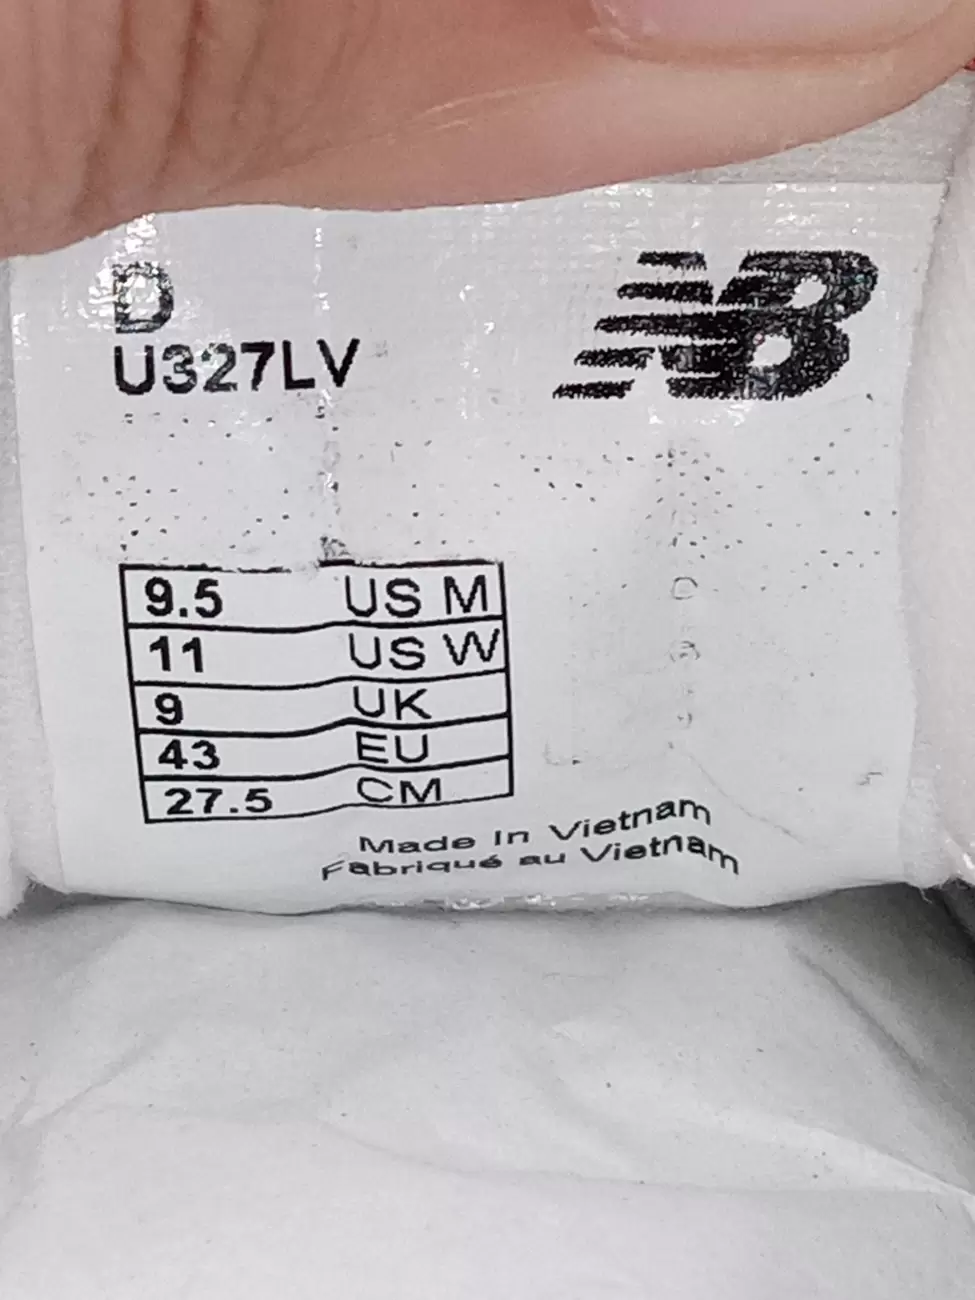 D
U327LV
NB
9.5 US M
11 US W
9 UK
43 EU
27.5 CM
Made In Vietnam
Fabriqué au Vietnam